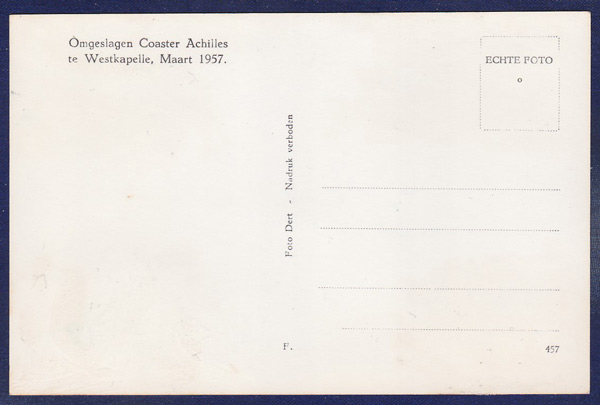 Omgeslagen Coaster Achilles
te Westkapelle, Maart 1957.
ECHTE FOTO
o
Foto Dert - Nadruk verboden
F.
457